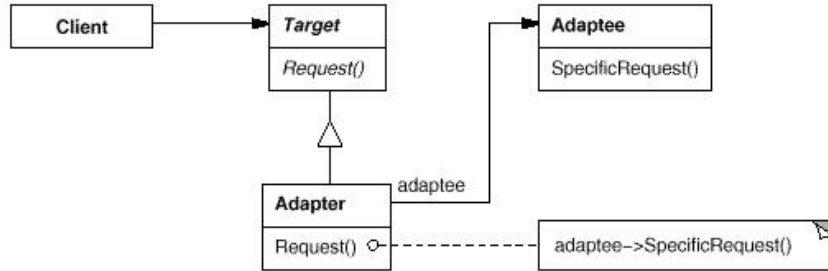 Client
Target
Request()
Adaptee
SpecificRequest()
adaptee
Adapter
Request()
adaptee->SpecificRequest()